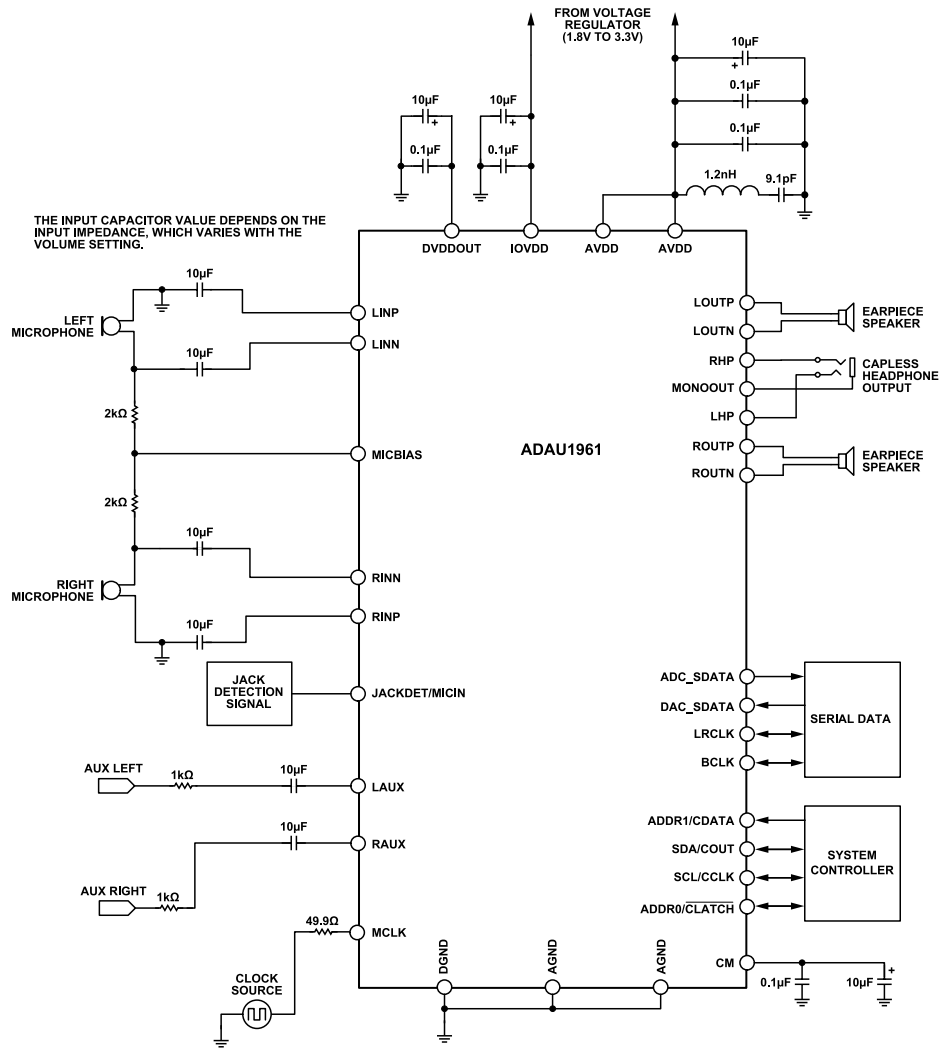 FROM VOLTAGE
REGULATOR
(1.8V TO 3.3V)
10µF
+
0.1µF
0.1µF
1.2nH
9.1pF
10µF
+
0.1µF
10µF
+
0.1µF
THE INPUT CAPACITOR VALUE DEPENDS ON THE
INPUT IMPEDANCE, WHICH VARIES WITH THE
VOLUME SETTING.
DVDDOUT
IOVDD
AVDD
AVDD
10µF
LEFT
MICROPHONE
LINP
10µF
LINN
2kΩ
MICBIAS
2kΩ
10µF
RINN
RIGHT
MICROPHONE
10µF
RINP
JACK
DETECTION
SIGNAL
JACKDET/MICIN
AUX LEFT
1kΩ
10µF
LAUX
10µF
RAUX
AUX RIGHT
1kΩ
49.9Ω
MCLK
CLOCK
SOURCE
ADAU1961
DGND
AGND
AGND
LOUTP
LOUTN
EARPIECE
SPEAKER
RHP
MONOOUT
LHP
CAPLESS
HEADPHONE
OUTPUT
ROUTP
ROUTN
EARPIECE
SPEAKER
ADC_SDATA
DAC_SDATA
LRCLK
BCLK
SERIAL DATA
ADDR1/CDATA
SDA/COUT
SCL/CCLK
ADDR0/CLATCH
SYSTEM
CONTROLLER
CM
0.1µF
10µF
+